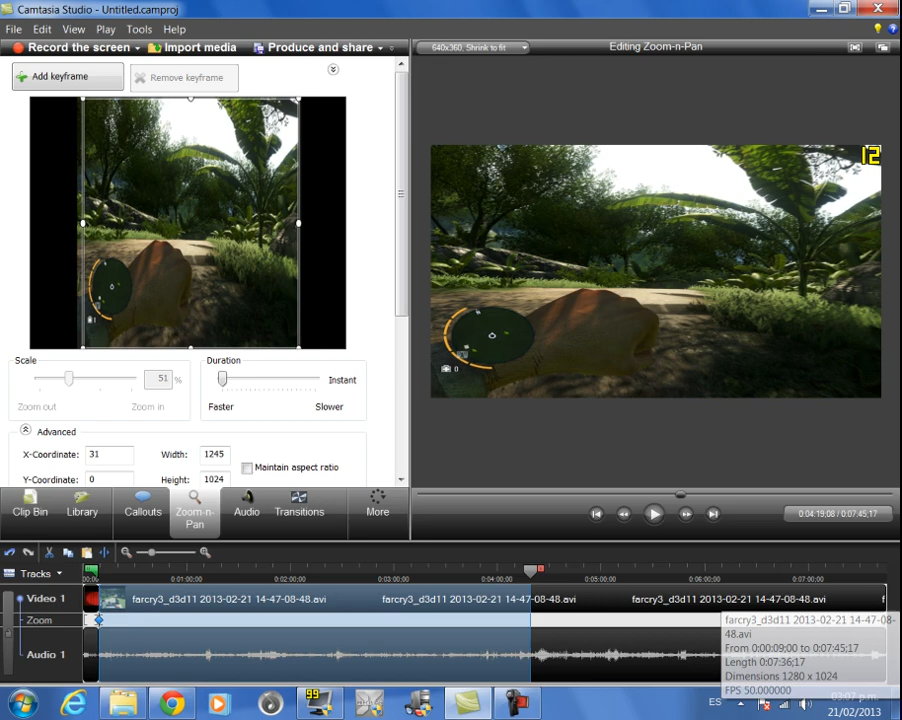 Camtasia Studio - Untitled.camproj
File Edit View Play Tools Help
Record the screen Import media Produce and share
640x360, Shrink to fit
Editing Zoom-n-Pan
Add keyframe
Remove keyframe
12
0
Scale
51 %
Zoom out Zoom in
Duration
Instant
Faster Slower
Advanced
X-Coordinate: 31 Width: 1245
Maintain aspect ratio
Y-Coordinate: 0 Height: 1024
Clip Bin Library Callouts Zoom-n-Pan Audio Transitions More
0:04:19;08 / 0:07:45;17
Tracks
00:00 0:01:00;00 0:02:00;00 0:03:00;00 0:04:00;00 0:05:00;00 0:06:00;00 0:07:00;00
Video 1 farcry3_d3d11 2013-02-21 14-47-08-48.avi farcry3_d3d11 2013-02-21 14-47-08-48.avi farcry3_d3d11 2013-02-21 14-47-08-48.avi f
Zoom
Audio 1
farcry3_d3d11 2013-02-21 14-47-08-
48.avi
From 0:00:09;00 to 0:07:45;17
Length 0:07:36;17
Dimensions 1280 x 1024
FPS 50.000000
99
ES
03:07 p.m.
21/02/2013